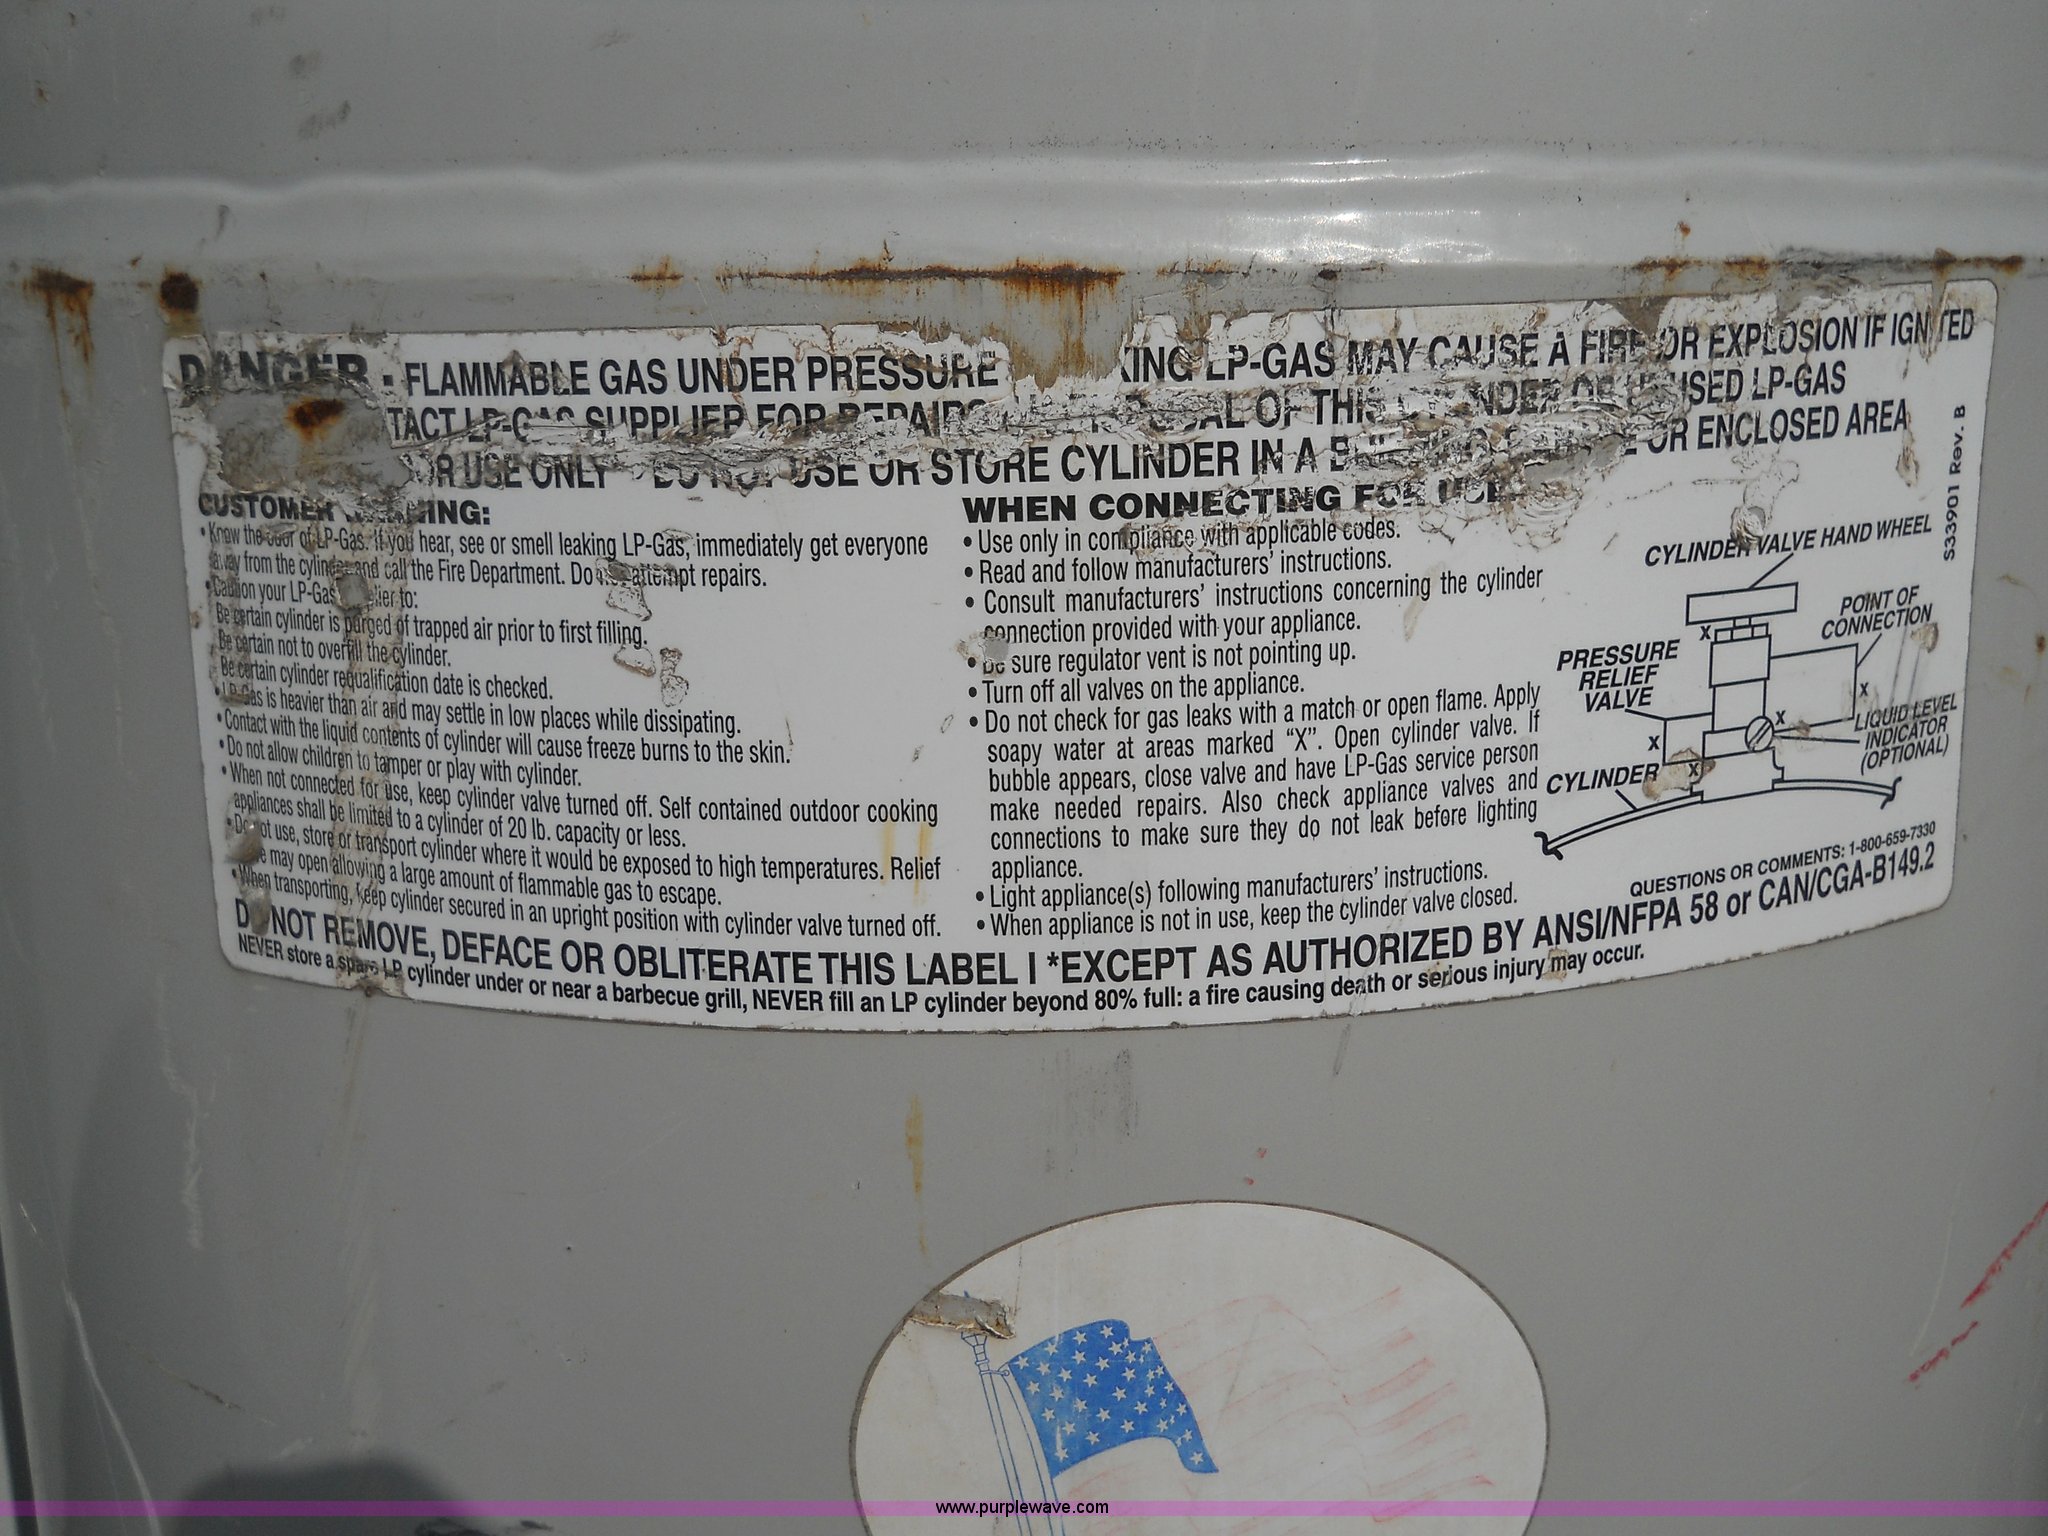 DANGER - FLAMMABLE GAS UNDER PRESSURE LP-GAS MAY CAUSE A FIRE OR EXPLOSION IF IGNITED
LP-GAS SUPPLIER FOR REPAIRS OF THIS CYLINDER OR LP-GAS
USE ONLY DO NOT USE OR STORE CYLINDER IN A OR ENCLOSED AREA
CUSTOMER WARNING:
• Know the odor of LP-Gas. If you hear, see or smell leaking LP-Gas, immediately get everyone
away from the cylinder and call the Fire Department. Do not attempt repairs.
• Caution your LP-Gas to:
Be certain cylinder is purged of trapped air prior to first filling.
Be certain not to overfill the cylinder.
Be certain cylinder requalification date is checked.
• LP-Gas is heavier than air and may settle in low places while dissipating.
• Contact with the liquid contents of cylinder will cause freeze burns to the skin.
• Do not allow children to tamper or play with cylinder.
• When not connected for use, keep cylinder valve turned off. Self contained outdoor cooking
appliances shall be limited to a cylinder of 20 lb. capacity or less.
• Do not use, store or transport cylinder where it would be exposed to high temperatures. Relief
may open allowing a large amount of flammable gas to escape.
• When transporting, keep cylinder secured in an upright position with cylinder valve turned off.
WHEN CONNECTING FOR USE
• Use only in compliance with applicable codes.
• Read and follow manufacturers' instructions.
• Consult manufacturers' instructions concerning the cylinder
connection provided with your appliance.
• Be sure regulator vent is not pointing up.
• Turn off all valves on the appliance.
• Do not check for gas leaks with a match or open flame. Apply
soapy water at areas marked "X". Open cylinder valve. If
bubble appears, close valve and have LP-Gas service person
make needed repairs. Also check appliance valves and
connections to make sure they do not leak before lighting
appliance.
• Light appliance(s) following manufacturers' instructions.
• When appliance is not in use, keep the cylinder valve closed.
CYLINDER VALVE HAND WHEEL
POINT OF
CONNECTION
PRESSURE
RELIEF
VALVE
X
X
X
X
X
LIQUID LEVEL
INDICATOR
(OPTIONAL)
CYLINDER
S33901 Rev. B
QUESTIONS OR COMMENTS: 1-800-659-7330
DO NOT REMOVE, DEFACE OR OBLITERATE THIS LABEL I *EXCEPT AS AUTHORIZED BY ANSI/NFPA 58 or CAN/CGA-B149.2
NEVER store a spare LP cylinder under or near a barbecue grill, NEVER fill an LP cylinder beyond 80% full: a fire causing death or serious injury may occur.
www.purplewave.com